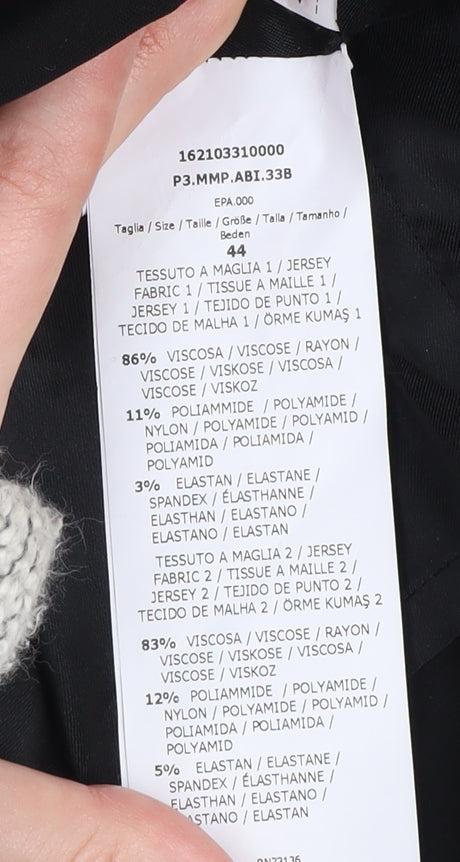 162103310000
P3.MMP.ABI.33B
EPA.000
Taglia / Size / Taille / Größe / Talla / Tamanho /
Beden
44
TESSUTO A MAGLIA 1 / JERSEY
FABRIC 1 / TISSUE A MAILLE 1 /
JERSEY 1 / TEJIDO DE PUNTO 1 /
TECIDO DE MALHA 1 / ÖRME KUMAŞ 1
86% VISCOSA / VISCOSE / RAYON /
VISCOSE / VISKOSE / VISCOSA /
VISCOSE / VISKOZ
11% POLIAMMIDE / POLYAMIDE /
NYLON / POLYAMIDE / POLYAMID /
POLIAMIDA / POLIAMIDA /
POLYAMID
3% ELASTAN / ELASTANE /
SPANDEX / ÉLASTHANNE /
ELASTHAN / ELASTANO /
ELASTANO / ELASTAN
TESSUTO A MAGLIA 2 / JERSEY
FABRIC 2 / TISSUE A MAILLE 2 /
JERSEY 2 / TEJIDO DE PUNTO 2 /
TECIDO DE MALHA 2 / ÖRME KUMAŞ 2
83% VISCOSA / VISCOSE / RAYON /
VISCOSE / VISKOSE / VISCOSA /
VISCOSE / VISKOZ
12% POLIAMMIDE / POLYAMIDE /
NYLON / POLYAMIDE / POLYAMID /
POLIAMIDA / POLIAMIDA /
POLYAMID
5% ELASTAN / ELASTANE /
SPANDEX / ÉLASTHANNE /
ELASTHAN / ELASTANO /
ASTANO / ELASTAN